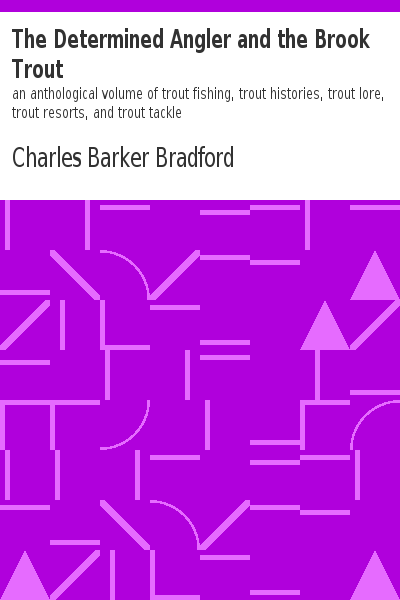 The Determined Angler and the Brook
Trout
an anthological volume of trout fishing, trout histories, trout lore,
trout resorts, and trout tackle
Charles Barker Bradford